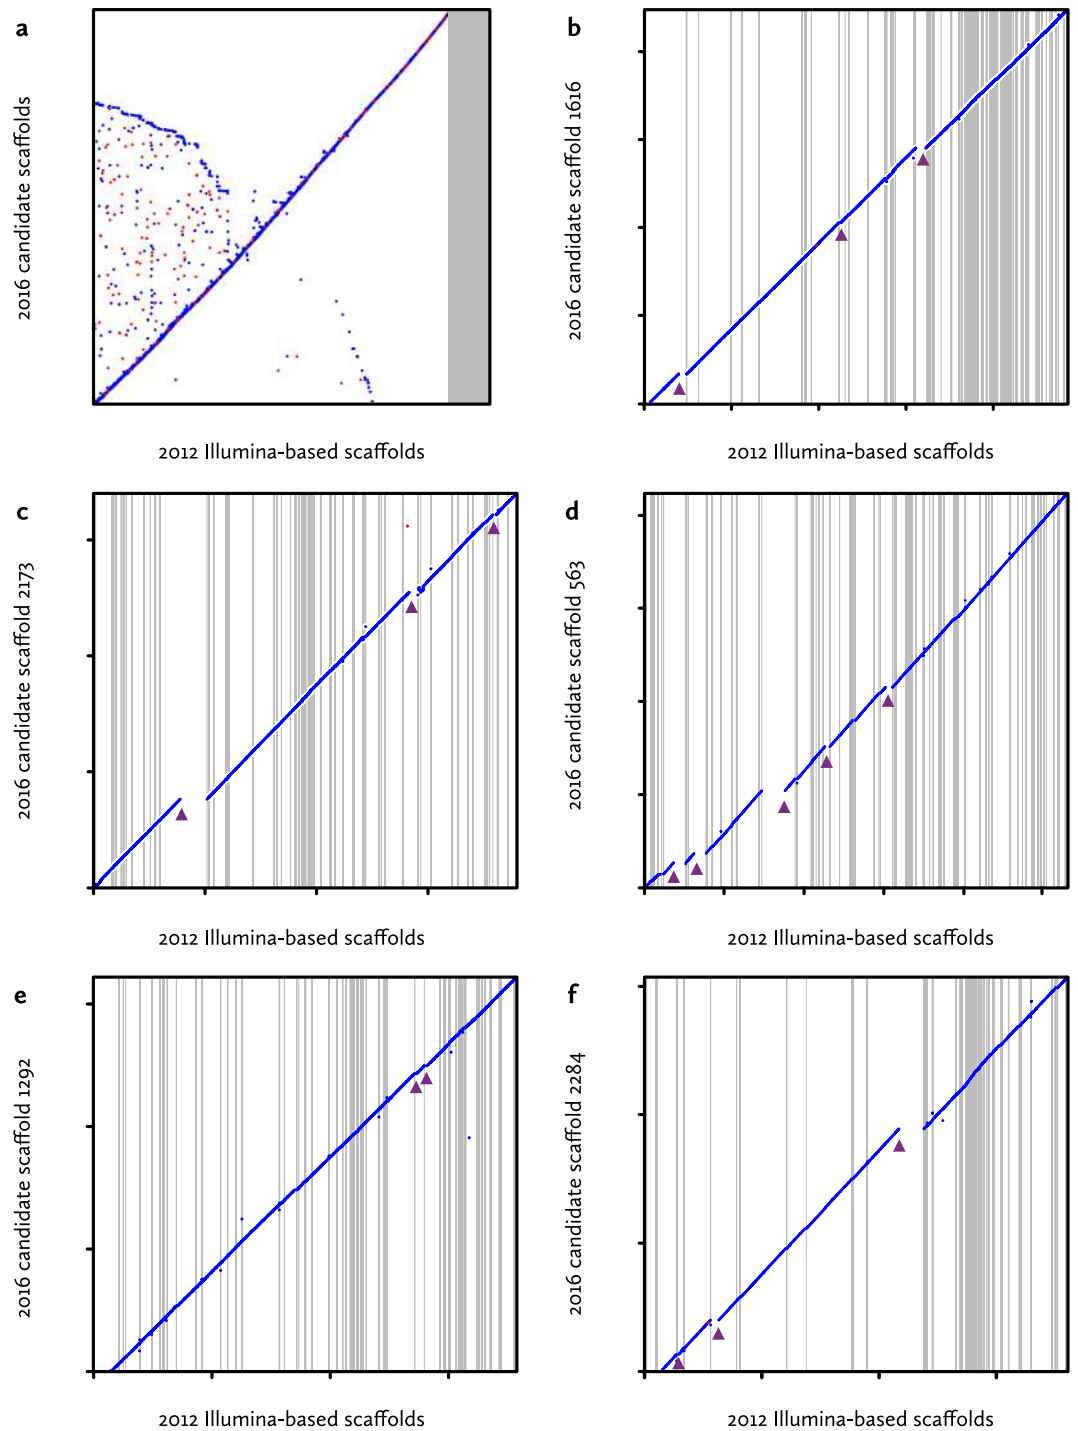 a
2016 candidate scaffolds
2012 Illumina-based scaffolds
b
2016 candidate scaffold 1616
2012 Illumina-based scaffolds
c
2016 candidate scaffold 2173
2012 Illumina-based scaffolds
d
2016 candidate scaffold 563
2012 Illumina-based scaffolds
e
2016 candidate scaffold 1292
2012 Illumina-based scaffolds
f
2016 candidate scaffold 2284
2012 Illumina-based scaffolds